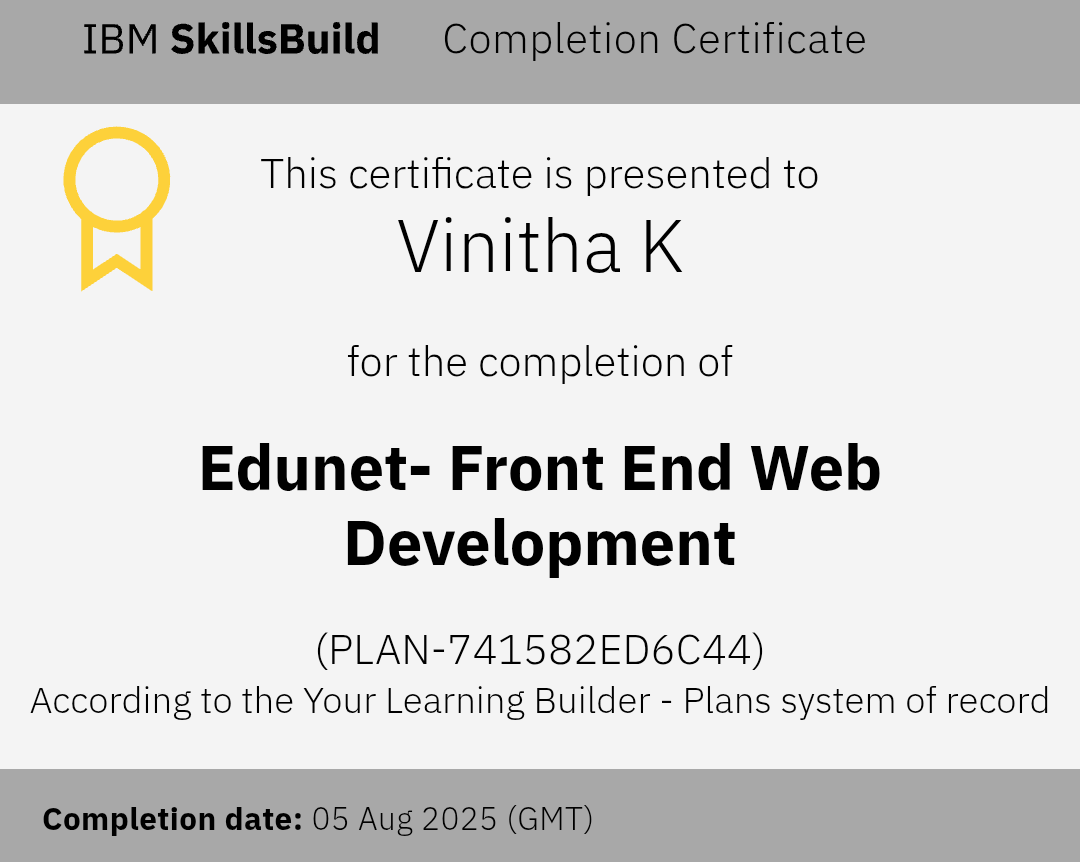 IBM SkillsBuild Completion Certificate
This certificate is presented to
Vinitha K
for the completion of
Edunet- Front End Web
Development
(PLAN-741582ED6C44)
According to the Your Learning Builder - Plans system of record
Completion date: 05 Aug 2025 (GMT)